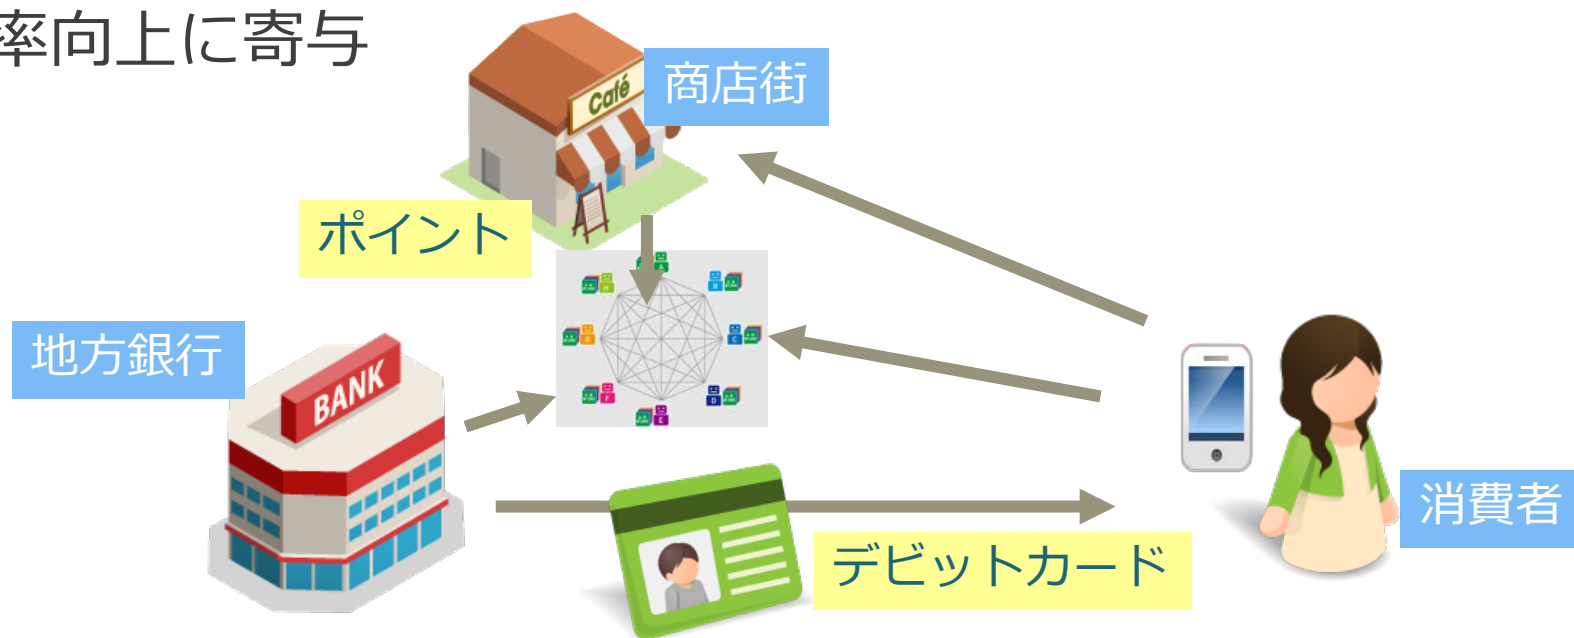 率向上に寄与
Café
商店街
ポイント
A
H
B
地方銀行
G
C
BANK
F
D
E
消費者
デビットカード